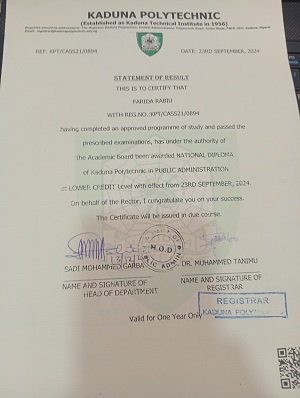 KADUNA POLYTECHNIC
(Established as Kaduna Technical Institute in 1956)
REF: KPT/CASS21/0894
DATE: 23RD SEPTEMBER, 2024
STATEMENT OF RESULT
THIS IS TO CERTIFY THAT
FARIDA RABIU
WITH REG.NO.:KPT/CASS21/0894
having completed an approved programme of study and passed the
prescribed examinations, has under the authority of
the Academic Board been awarded NATIONAL DIPLOMA
of Kaduna Polytechnic in PUBLIC ADMINISTRATION
at LOWER CREDIT Level with effect from 23RD SEPTEMBER, 2024.
On behalf of the Rector, I congratulate you on your success.
The Certificate will be issued in due course.
H.O.D
SADI MOHAMMED GARBA
DR. MUHAMMED TANIMU
NAME AND SIGNATURE OF
HEAD OF DEPARTMENT
NAME AND SIGNATURE OF
REGISTRAR
REGISTRAR
KADUNA POLYTECHNIC
Valid for One Year Only